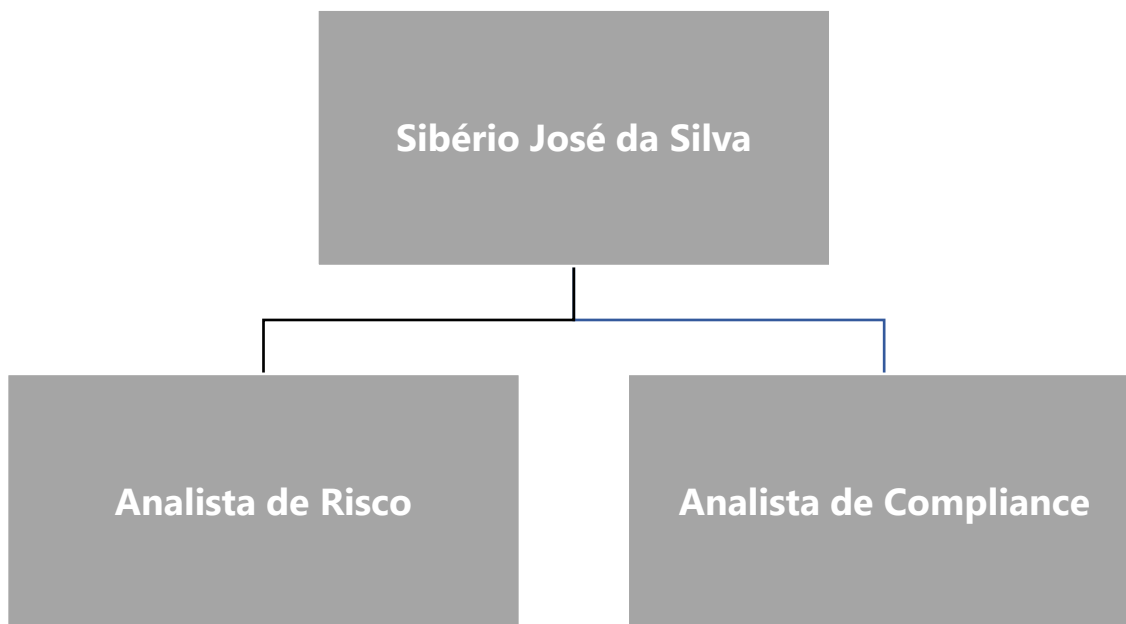 Sibério José da Silva
Analista de Risco
Analista de Compliance